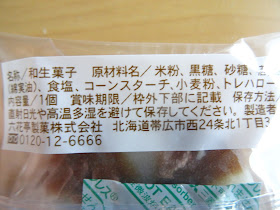 名称/和生菓子 原材料名/米粉、黒糖、砂糖、
(綿実油)、食塩、コーンスターチ、小麦粉、トレハロー
内容量/1個 賞味期限/枠外下部に記載 保存方法
直射日光や高温多湿を避けて保存してください。製造者
六花亭製菓株式会社 北海道帯広市西24条北1丁目3
0120-12-6666